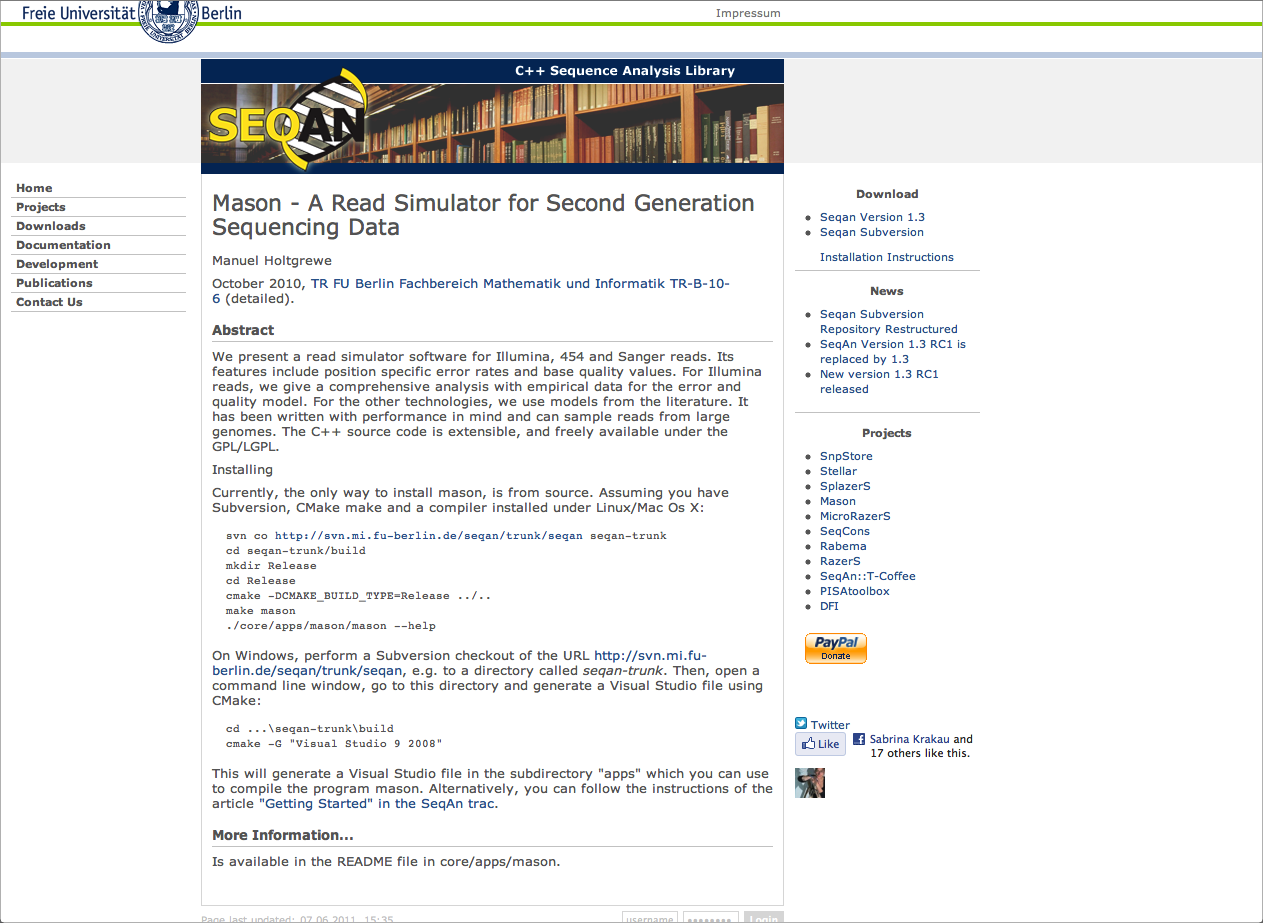 Freie Universität Berlin
Impressum
C++ Sequence Analysis Library
SEQAN
Home
Projects
Downloads
Documentation
Development
Publications
Contact Us
Mason - A Read Simulator for Second Generation
Sequencing Data
Manuel Holtgrewe
October 2010, TR FU Berlin Fachbereich Mathematik und Informatik TR-B-10-
6 (detailed).
Abstract
We present a read simulator software for Illumina, 454 and Sanger reads. Its
features include position specific error rates and base quality values. For Illumina
reads, we give a comprehensive analysis with empirical data for the error and
quality model. For the other technologies, we use models from the literature. It
has been written with performance in mind and can sample reads from large
genomes. The C++ source code is extensible, and freely available under the
GPL/LGPL.
Installing
Currently, the only way to install mason, is from source. Assuming you have
Subversion, CMake make and a compiler installed under Linux/Mac Os X:
svn co http://svn.mi.fu-berlin.de/seqan/trunk/seqan seqan-trunk
cd seqan-trunk/build
mkdir Release
cd Release
cmake -DCMAKE_BUILD_TYPE=Release ../..
make mason
./core/apps/mason/mason --help
On Windows, perform a Subversion checkout of the URL http://svn.mi.fu-
berlin.de/seqan/trunk/seqan, e.g. to a directory called seqan-trunk. Then, open a
command line window, go to this directory and generate a Visual Studio file using
CMake:
cd ...\seqan-trunk\build
cmake -G "Visual Studio 9 2008"
This will generate a Visual Studio file in the subdirectory "apps" which you can use
to compile the program mason. Alternatively, you can follow the instructions of the
article "Getting Started" in the SeqAn trac.
More Information...
Is available in the README file in core/apps/mason.
Page last updated: 07.06.2011, 15:35
username
Login
Download
Seqan Version 1.3
Seqan Subversion
Installation Instructions
News
Seqan Subversion
Repository Restructured
SeqAn Version 1.3 RC1 is
replaced by 1.3
New version 1.3 RC1
released
Projects
SnpStore
Stellar
SplazerS
Mason
MicroRazerS
SeqCons
Rabema
RazerS
SeqAn::T-Coffee
PISAtoolbox
DFI
PayPal
Donate
Twitter
Like
Sabrina Krakau and
17 others like this.